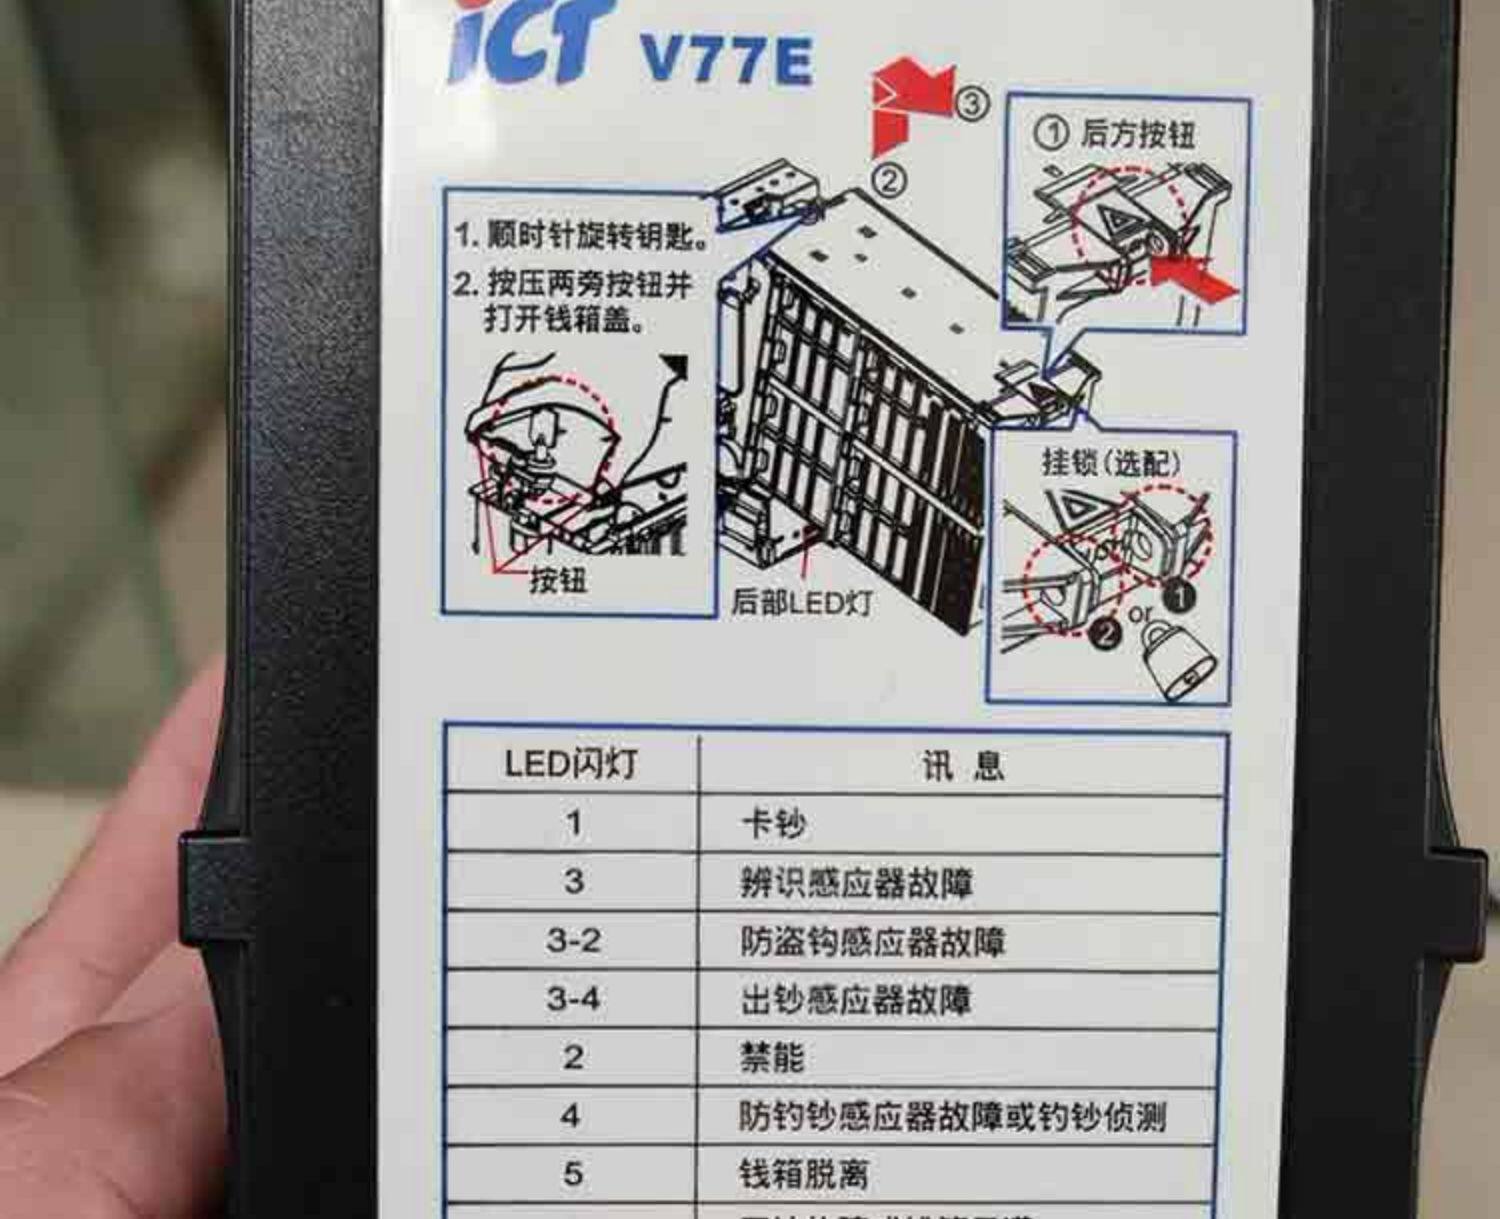 ICT V77E
③
②
① 后方按钮
1. 顺时针旋转钥匙。
2. 按压两旁按钮并
打开钱箱盖。
按钮
后部LED灯
挂锁(选配)
❶
or
❷
LED闪灯 讯 息
1 卡钞
3 辨识感应器故障
3-2 防盗钩感应器故障
3-4 出钞感应器故障
2 禁能
4 防钓钞感应器故障或钓钞侦测
5 钱箱脱离